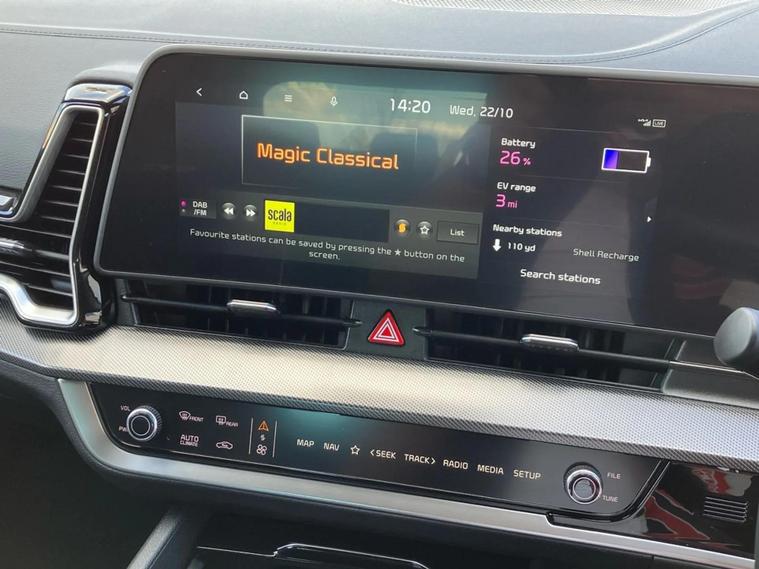 14:20 Wed, 22/10
LIVE
Magic Classical
Battery
26 %
EV range
3 mi
DAB
/FM
scala
RADIO
List
Nearby stations
110 yd
Shell Recharge
Search stations
Favourite stations can be saved by pressing the ★ button on the
screen.
VOL
FRONT
REAR
AUTO
CLIMATE
MAP NAV <SEEK TRACK> RADIO MEDIA SETUP
FILE
TUNE